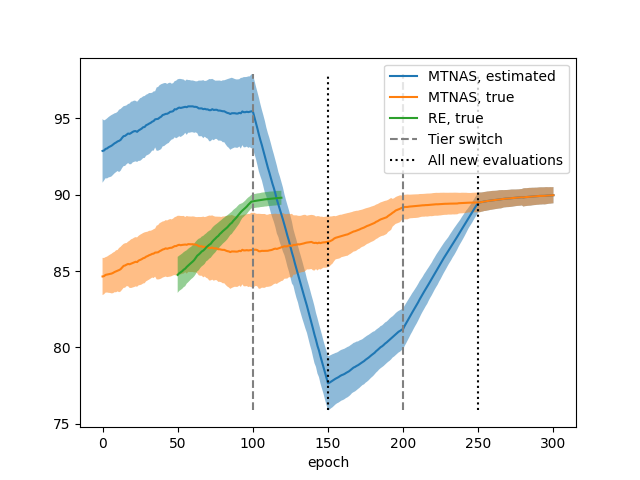 MTNAS, estimated
MTNAS, true
RE, true
Tier switch
All new evaluations
95
90
85
80
75
0 50 100 150 200 250 300
epoch